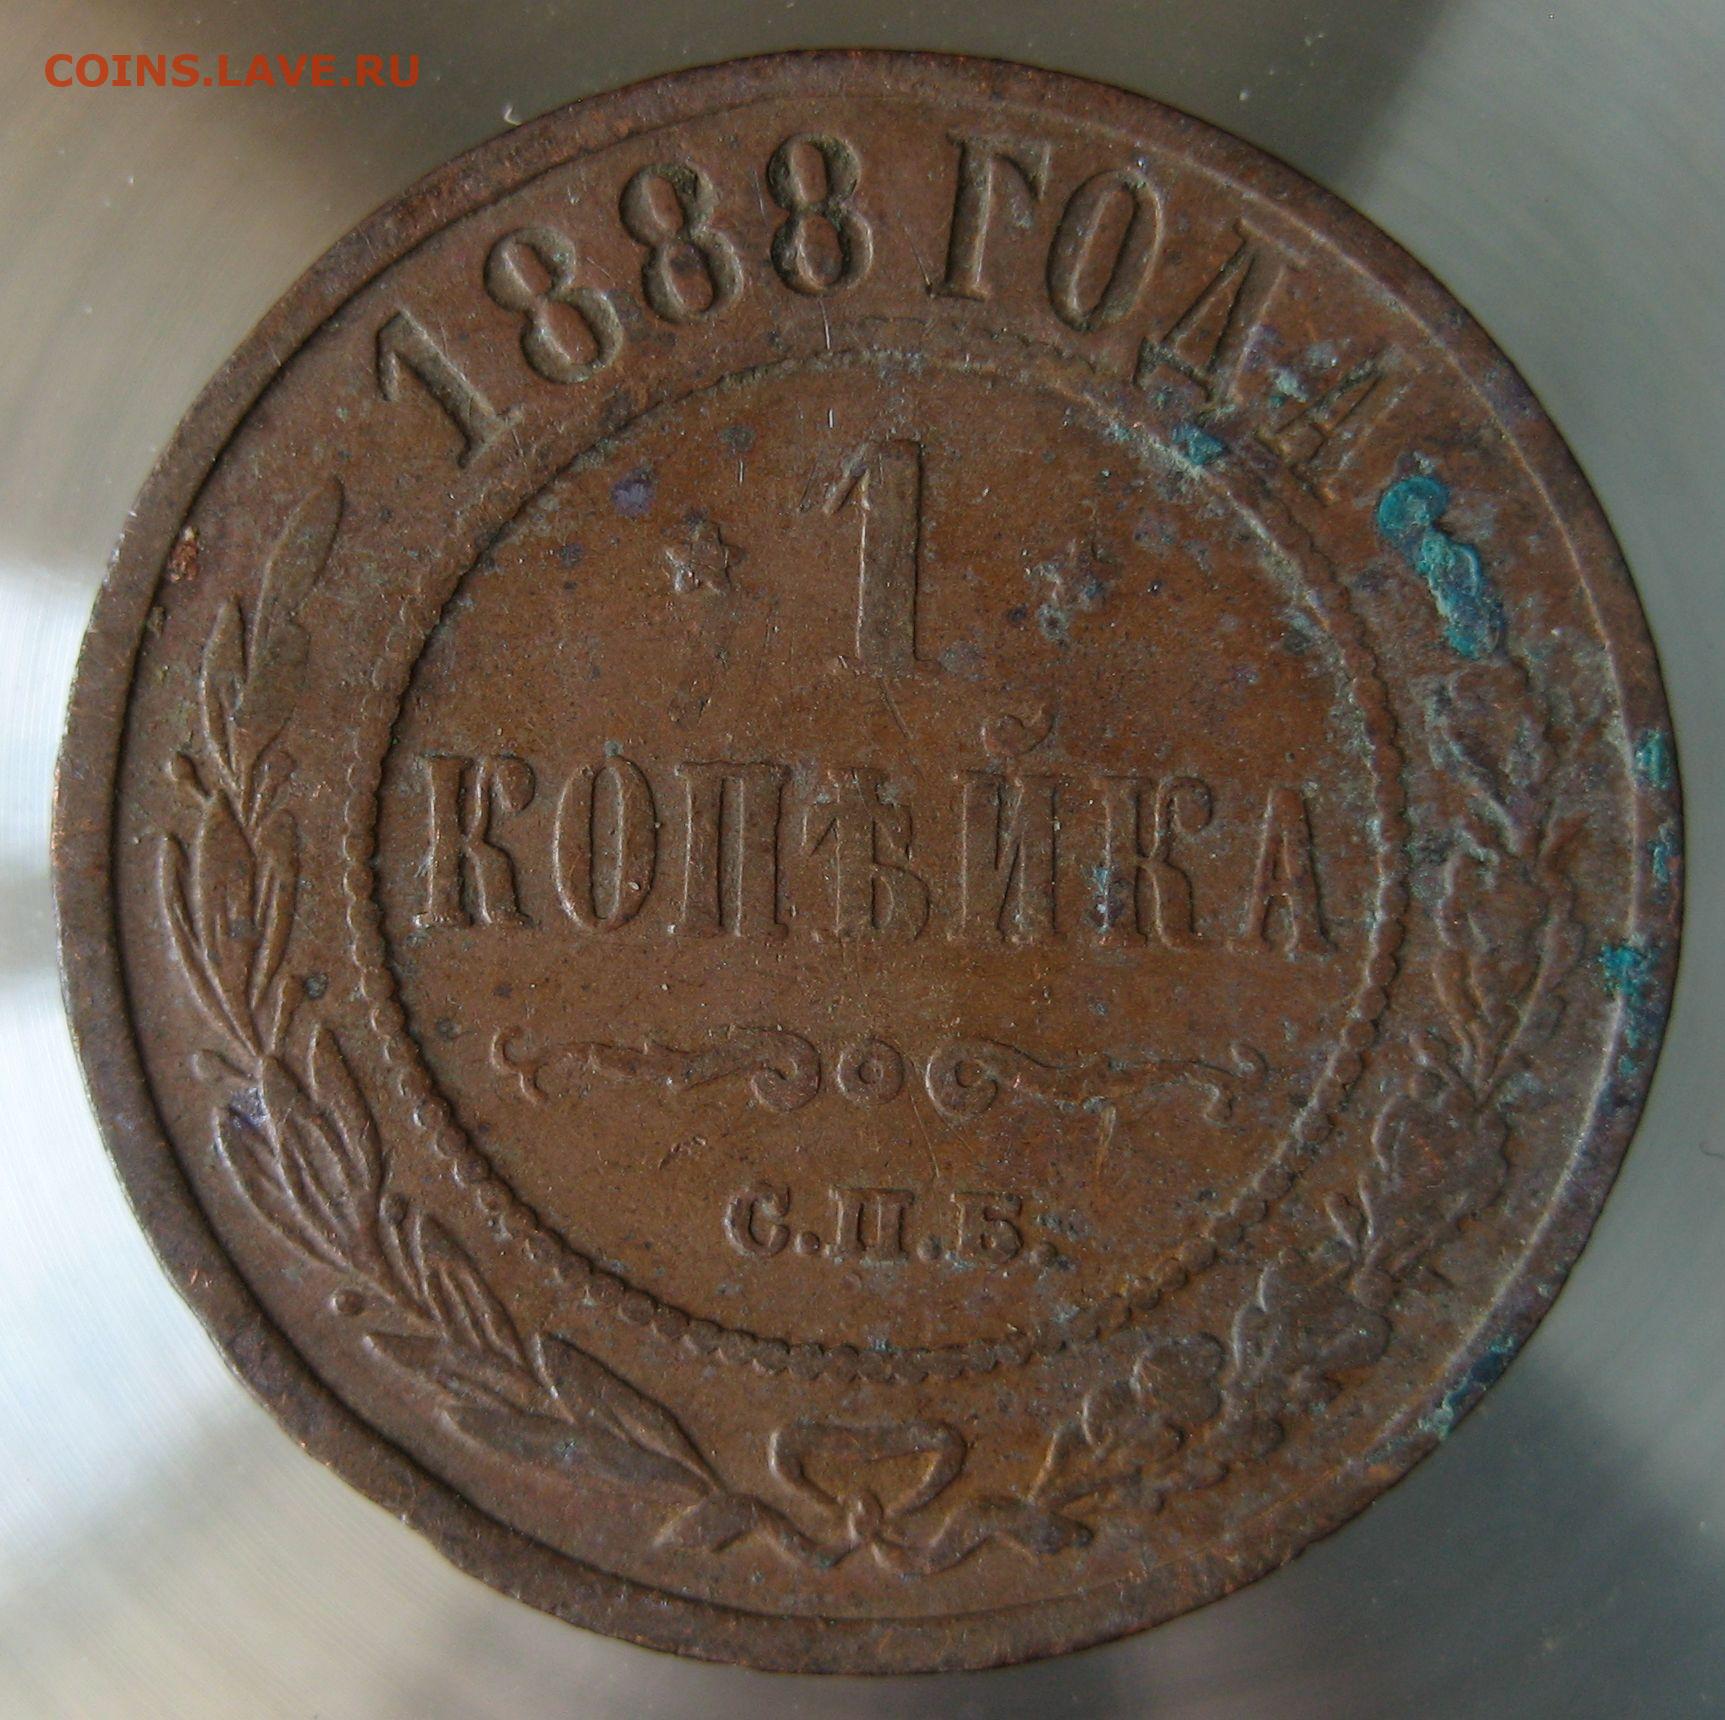 COINS.LAVE.RU
1888 ГОДА
1
КОПѢЙКА
С.П.Б.